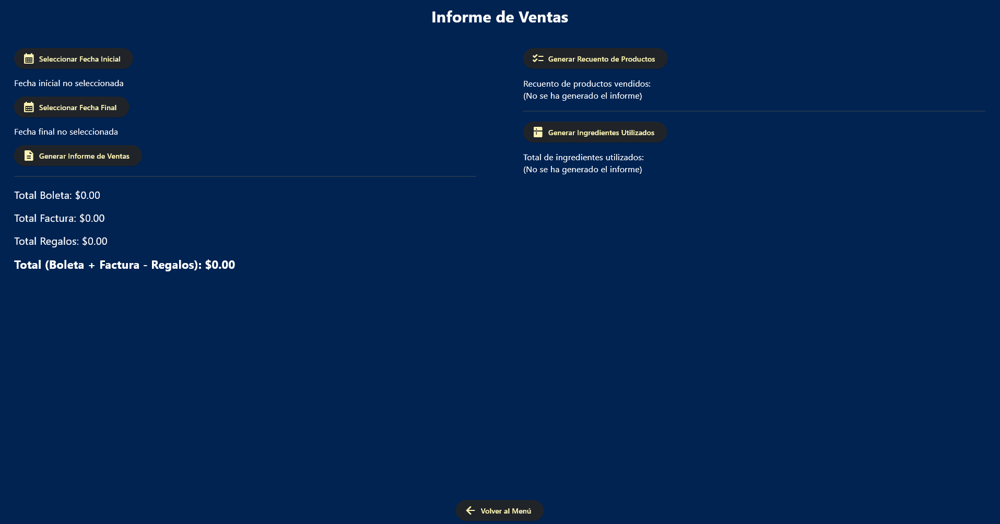 Informe de Ventas
Seleccionar Fecha Inicial
Fecha inicial no seleccionada
Seleccionar Fecha Final
Fecha final no seleccionada
Generar Informe de Ventas
Total Boleta: $0.00
Total Factura: $0.00
Total Regalos: $0.00
Total (Boleta + Factura - Regalos): $0.00
Generar Recuento de Productos
Recuento de productos vendidos:
(No se ha generado el informe)
Generar Ingredientes Utilizados
Total de ingredientes utilizados:
(No se ha generado el informe)
Volver al Menú